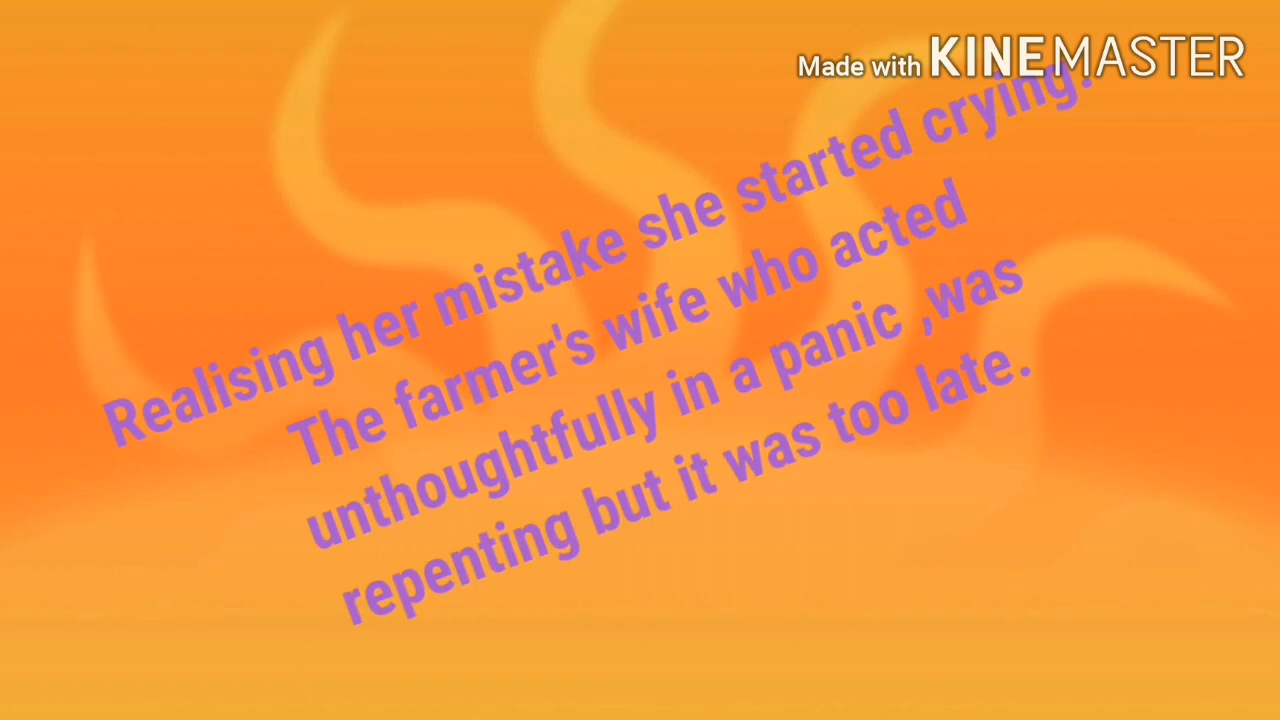 Made with KINEMASTER
Realising her mistake she started crying.
The farmer's wife who acted
unthoughtfully in a panic ,was
repenting but it was too late.